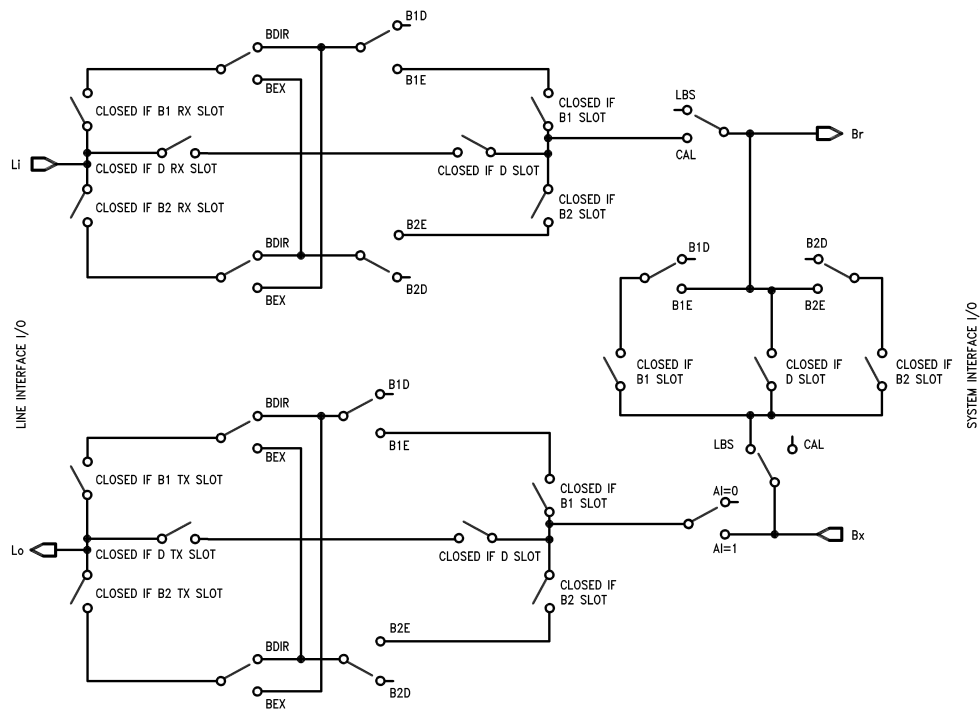 BDIR
B1D
BEX
B1E
LBS
CLOSED IF B1 RX SLOT
CLOSED IF
B1 SLOT
Br
CAL
Li
CLOSED IF D RX SLOT
CLOSED IF D SLOT
CLOSED IF B2 RX SLOT
CLOSED IF
B2 SLOT
B2E
BDIR
B2D
BEX
B1D
B2D
B1E
B2E
CLOSED IF
B1 SLOT
CLOSED IF
D SLOT
CLOSED IF
B2 SLOT
LINE INTERFACE I/O
SYSTEM INTERFACE I/O
B1D
BDIR
BEX
B1E
LBS
CAL
CLOSED IF B1 TX SLOT
CLOSED IF
B1 SLOT
AI=0
Lo
CLOSED IF D TX SLOT
CLOSED IF D SLOT
AI=1
Bx
CLOSED IF B2 TX SLOT
CLOSED IF
B2 SLOT
B2E
BDIR
B2D
BEX